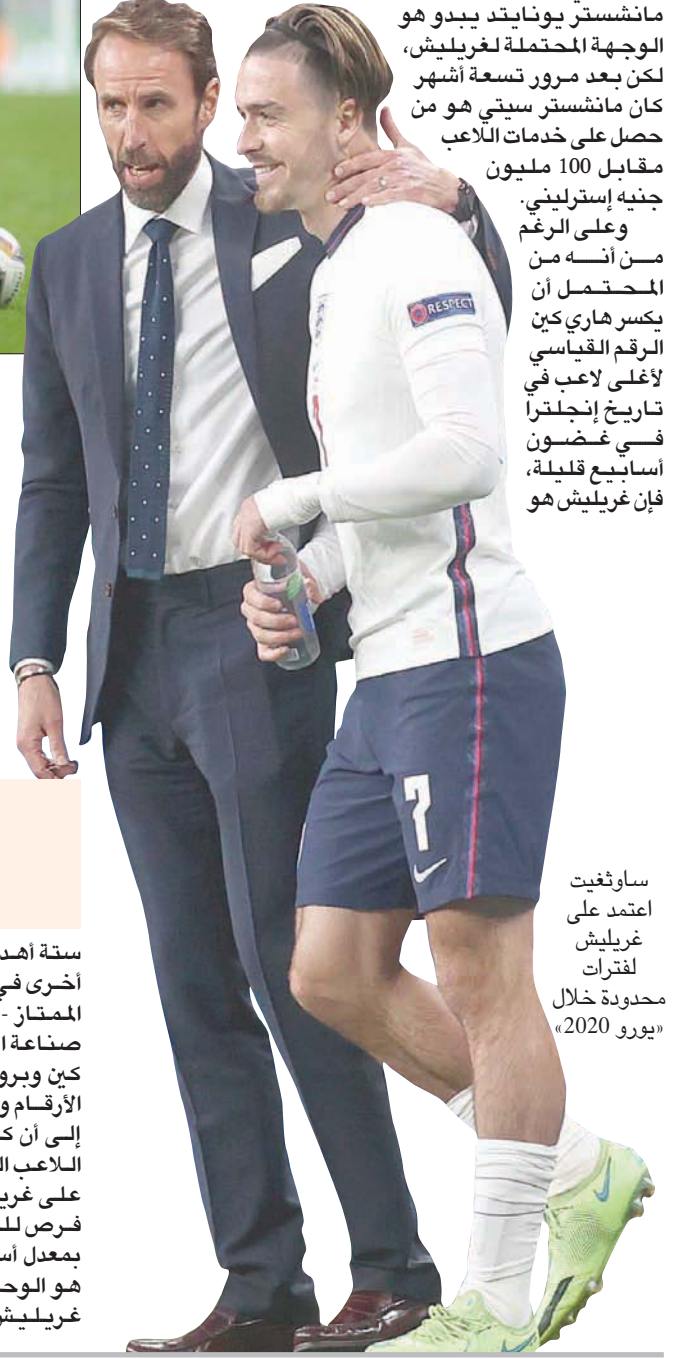 مانشستر يونايتد يبدو هو
الوجهة المحتملة لغريليش،
لكن بعد مرور تسعة أشهر
كان مانشستر سيتي هو من
حصل على خدمات اللاعب
مقابل 100 مليون
جنيه إسترليني.
وعلى الرغم
من أنه من
المحتمل أن
يكسر هاري كين
الرقم القياسي
لأغلى لاعب في
تاريخ إنجلترا
في غضون
أسابيع قليلة،
فإن غريليش هو
RESPECT
7
ساوثغيت
اعتمد على
غريليش
لفترات
محدودة خلال
«يورو 2020»
ستة أهد
أخرى في
الممتاز -
صناعة ا
كين وبرو
الأرقام و
إلى أن ك
اللاعب ال
على غري
فرص لل
بمعدل أس
هو الوح
غريليش